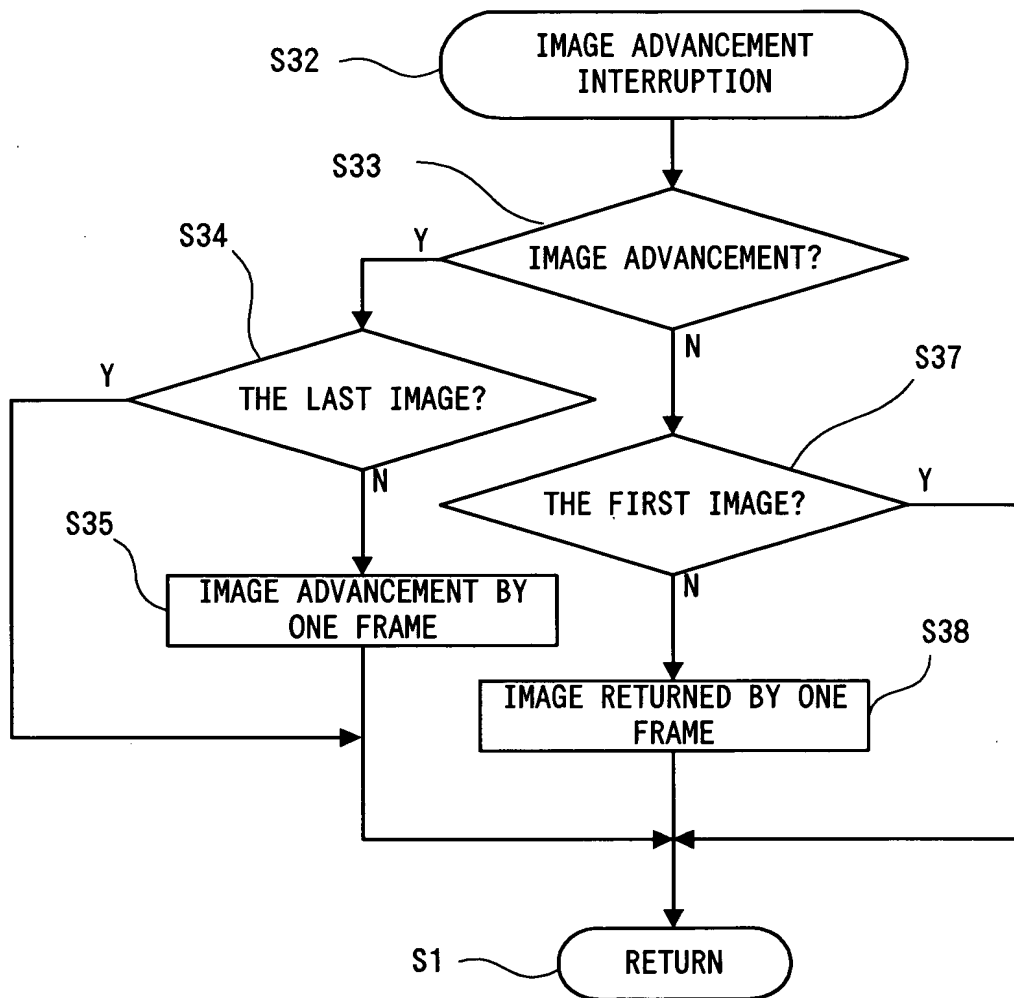 S32
IMAGE ADVANCEMENT
INTERRUPTION
S33
IMAGE ADVANCEMENT?
Y
N
S34
THE LAST IMAGE?
Y
N
S37
THE FIRST IMAGE?
Y
N
S35
IMAGE ADVANCEMENT BY
ONE FRAME
S38
IMAGE RETURNED BY ONE
FRAME
S1
RETURN